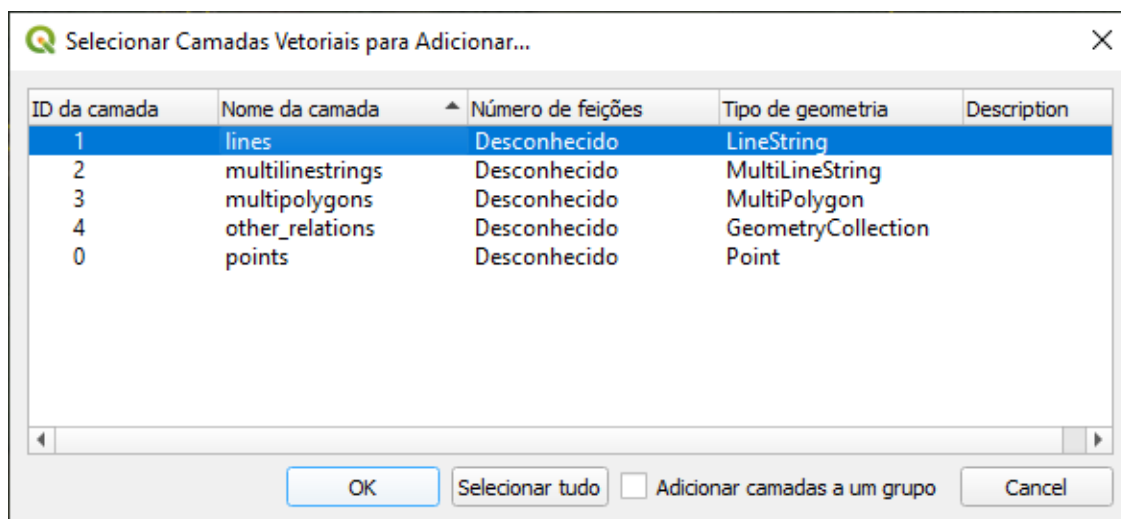 Selecionar Camadas Vetoriais para Adicionar...
ID da camada Nome da camada Número de feições Tipo de geometria Description
1 lines Desconhecido LineString
2 multilinestrings Desconhecido MultiLineString
3 multipolygons Desconhecido MultiPolygon
4 other_relations Desconhecido GeometryCollection
0 points Desconhecido Point
OK Selecionar tudo Adicionar camadas a um grupo Cancel